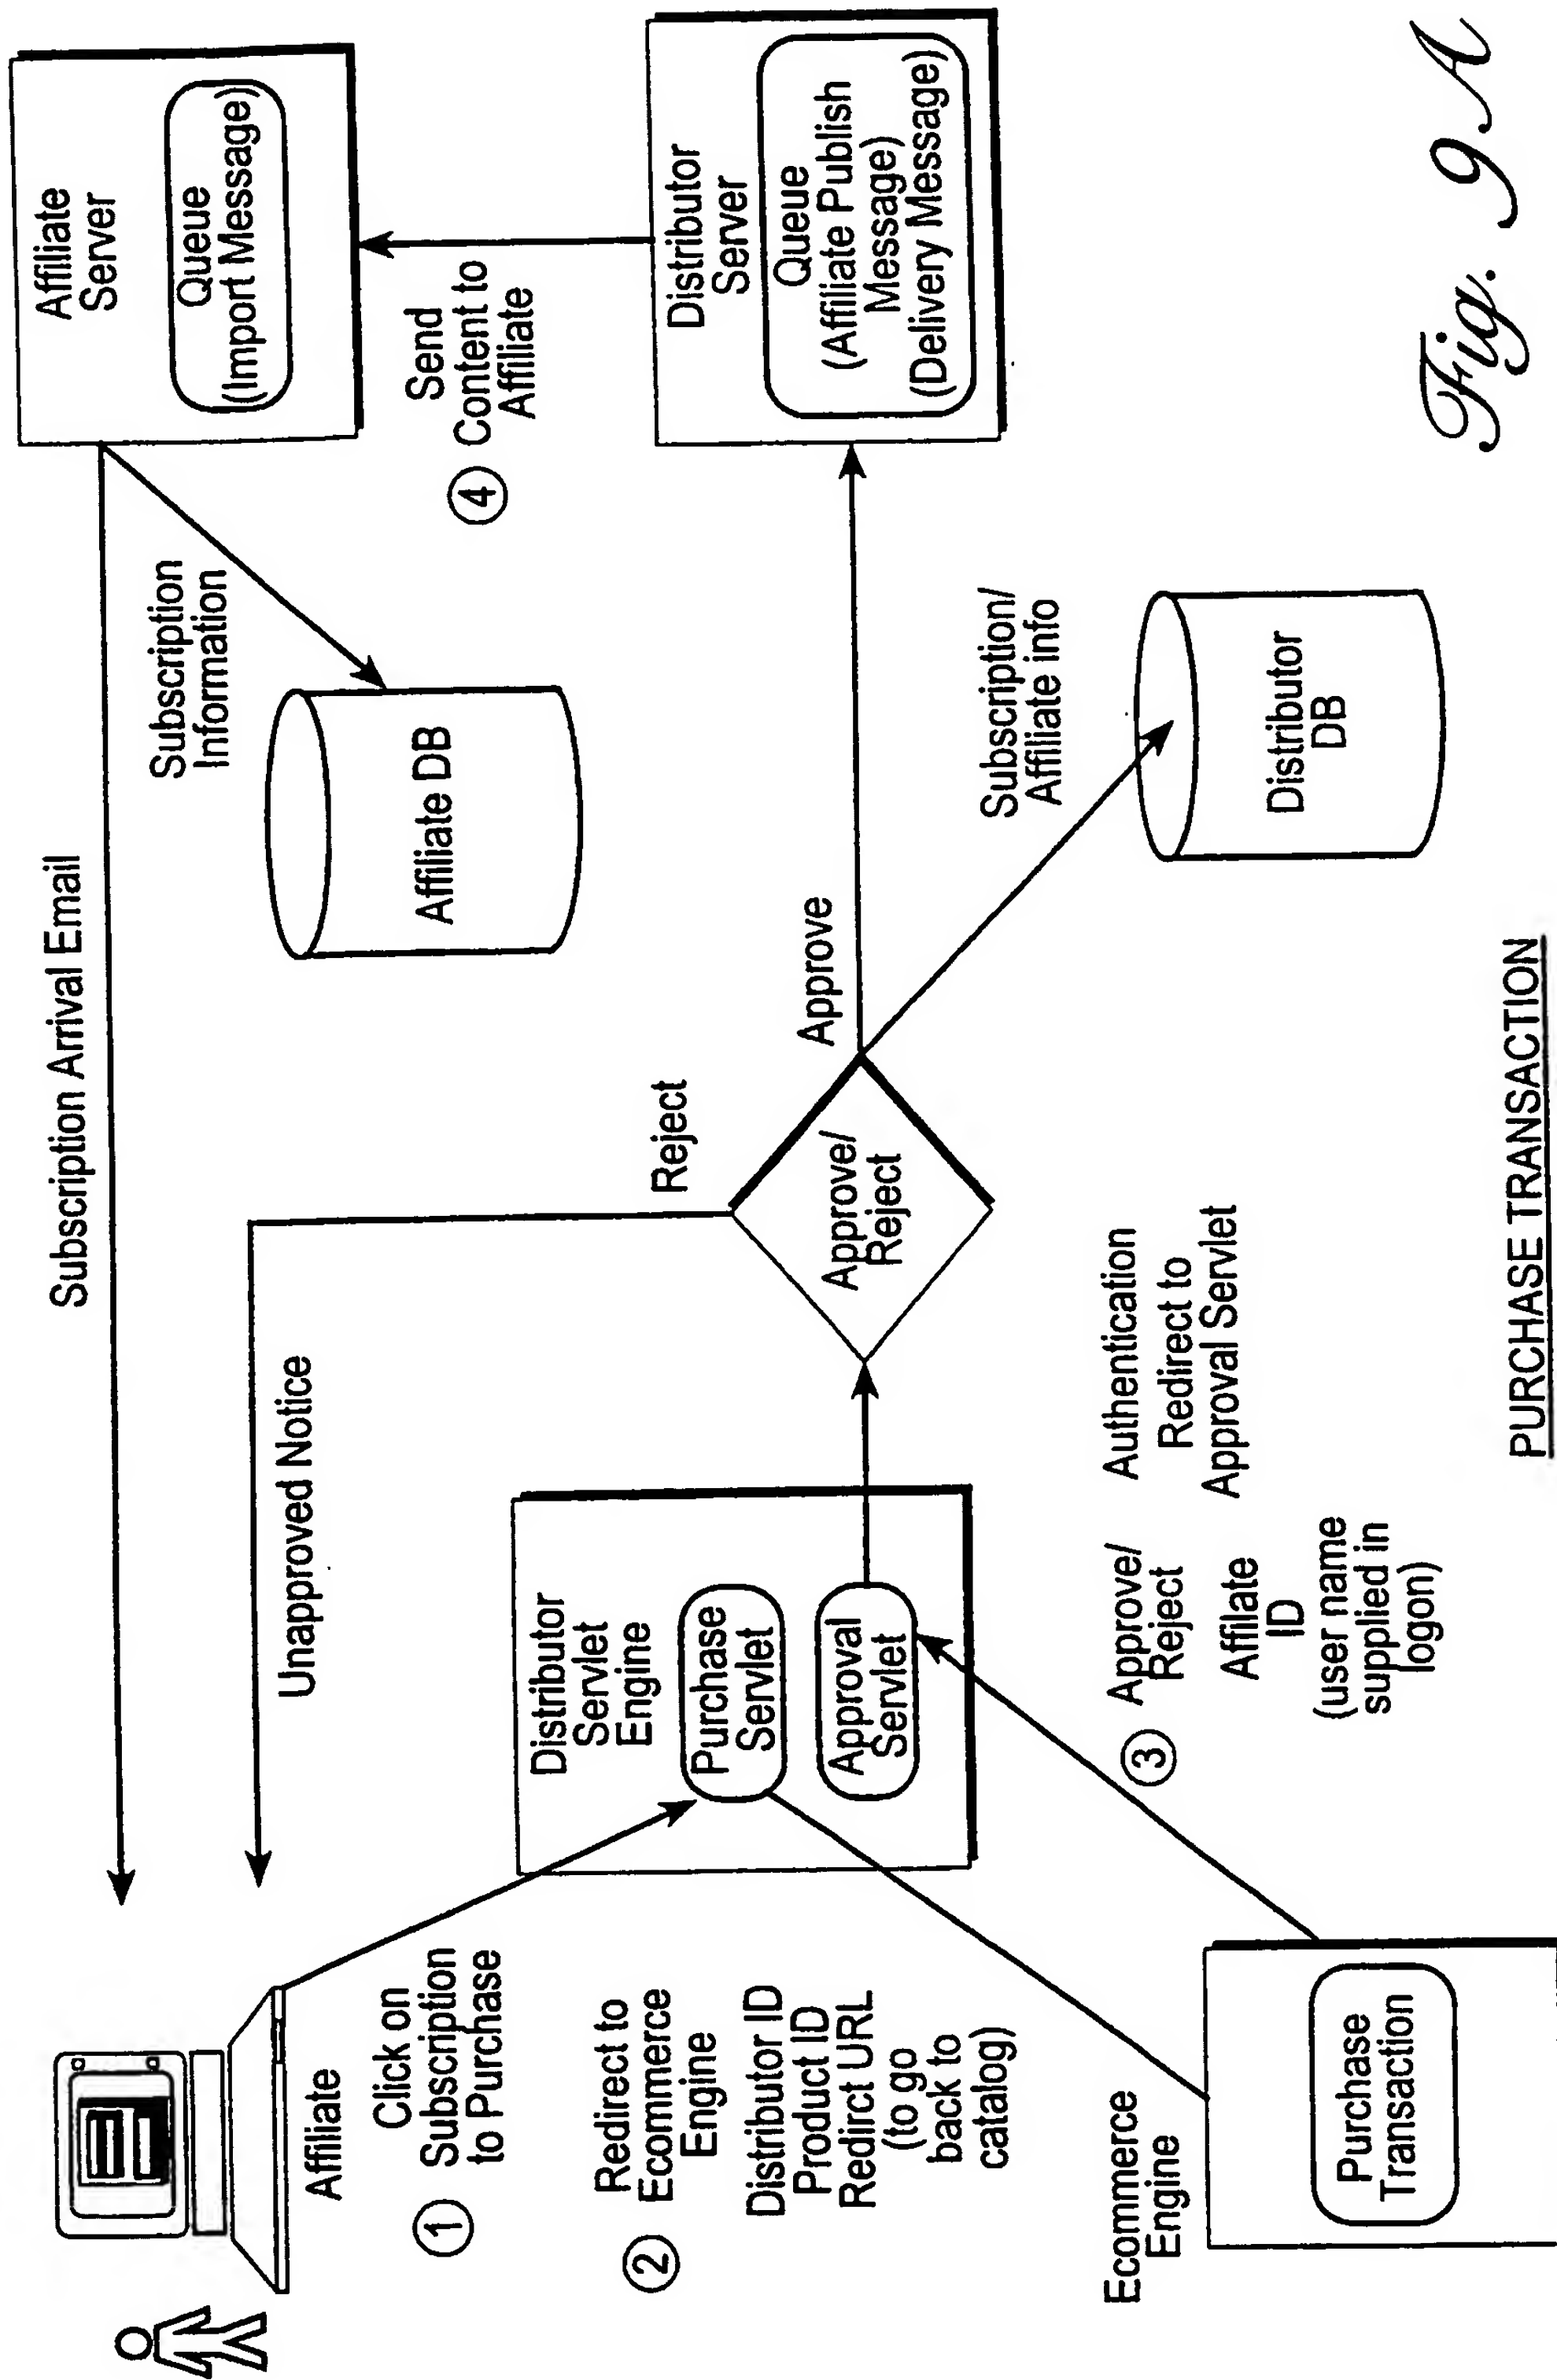 Subscription Arrival Email
Unapproved Notice
Affiliate
① Click on
Subscription
to Purchase
② Redirect to
Ecommerce
Engine
Distributor ID
Product ID
Redirct URL
(to go
back to
catalog)
Ecommerce
Engine
Purchase
Transaction
Distributor
Servlet
Engine
Purchase
Servlet
Approval
Servlet
③ Approve/
Reject
Affilate
ID
(user name
supplied in
logon)
Authentication
Redirect to
Approval Servlet
Approve/
Reject
Reject
Approve
Subscription
Information
Affiliate DB
Subscription/
Affiliate info
Distributor
DB
Affiliate
Server
Queue
(Import Message)
④ Send
Content to
Affiliate
Distributor
Server
Queue
(Affiliate Publish
Message)
(Delivery Message)
PURCHASE TRANSACTION
Fig. 9A